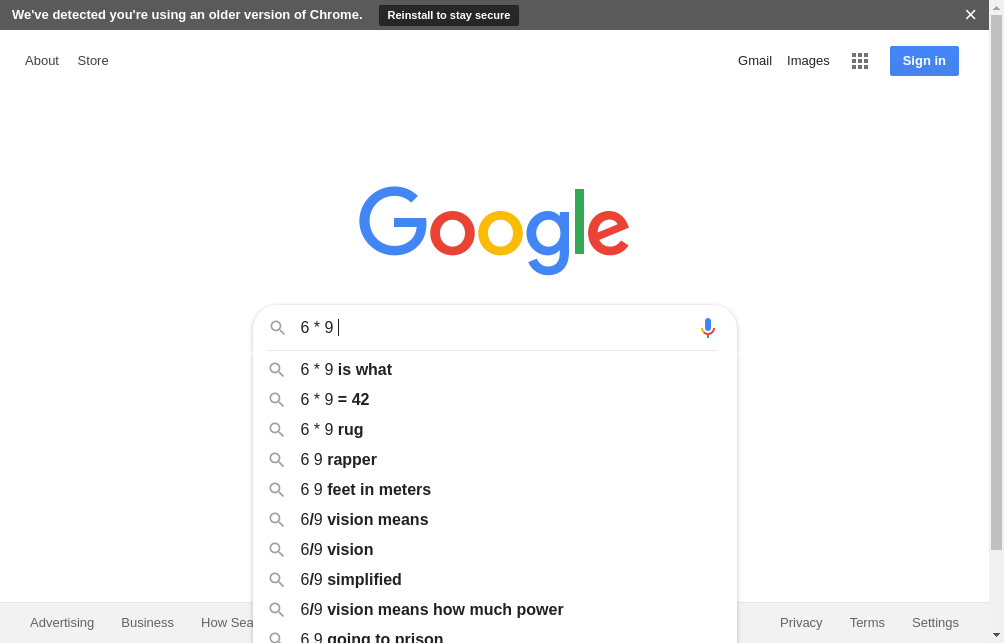 We've detected you're using an older version of Chrome. Reinstall to stay secure
About Store Gmail Images Sign in
Google
6 * 9
6 * 9 is what
6 * 9 = 42
6 * 9 rug
6 9 rapper
6 9 feet in meters
6/9 vision means
6/9 vision
6/9 simplified
6/9 vision means how much power
6 9 going to prison
Advertising Business How Sea Privacy Terms Settings